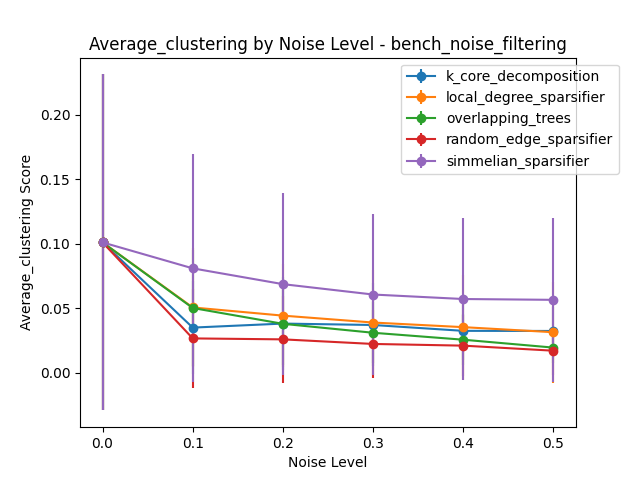 Average_clustering by Noise Level - bench_noise_filtering
k_core_decomposition
local_degree_sparsifier
overlapping_trees
random_edge_sparsifier
simmelian_sparsifier
Average_clustering Score
0.20
0.15
0.10
0.05
0.00
0.0 0.1 0.2 0.3 0.4 0.5
Noise Level